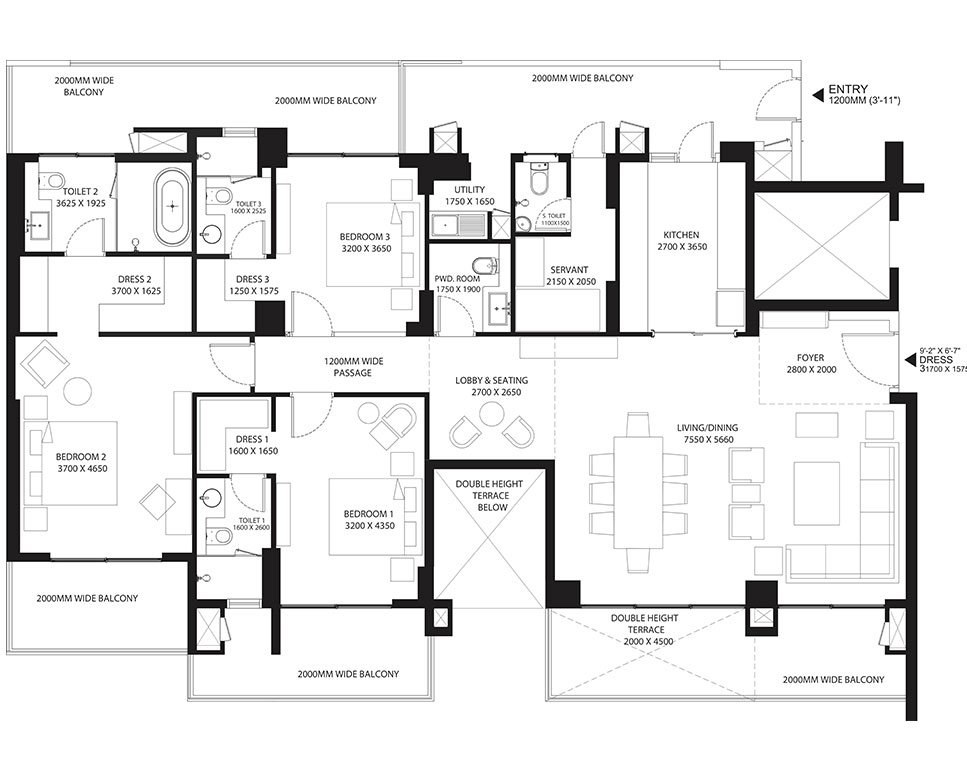 2000MM WIDE
BALCONY
2000MM WIDE BALCONY
2000MM WIDE BALCONY
ENTRY
1200MM (3'-11")
TOILET 2
3625 X 1925
TOILET 3
1600 X 2525
BEDROOM 3
3200 X 3650
UTILITY
1750 X 1650
S. TOILET
1100X1500
KITCHEN
2700 X 3650
DRESS 2
3700 X 1625
DRESS 3
1250 X 1575
PWD. ROOM
1750 X 1900
SERVANT
2150 X 2050
1200MM WIDE
PASSAGE
LOBBY & SEATING
2700 X 2650
FOYER
2800 X 2000
9'-2" X 6'-7"
DRESS
31700 X 1575
LIVING/DINING
7550 X 5660
DRESS 1
1600 X 1650
BEDROOM 2
3700 X 4650
DOUBLE HEIGHT
TERRACE
BELOW
TOILET 1
1600 X 2600
BEDROOM 1
3200 X 4350
2000MM WIDE BALCONY
DOUBLE HEIGHT
TERRACE
2000 X 4500
2000MM WIDE BALCONY
2000MM WIDE BALCONY